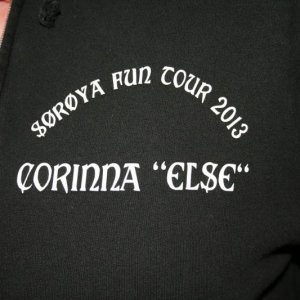 SØRØYA FUN TOUR 2013
CORINNA "ELSE"